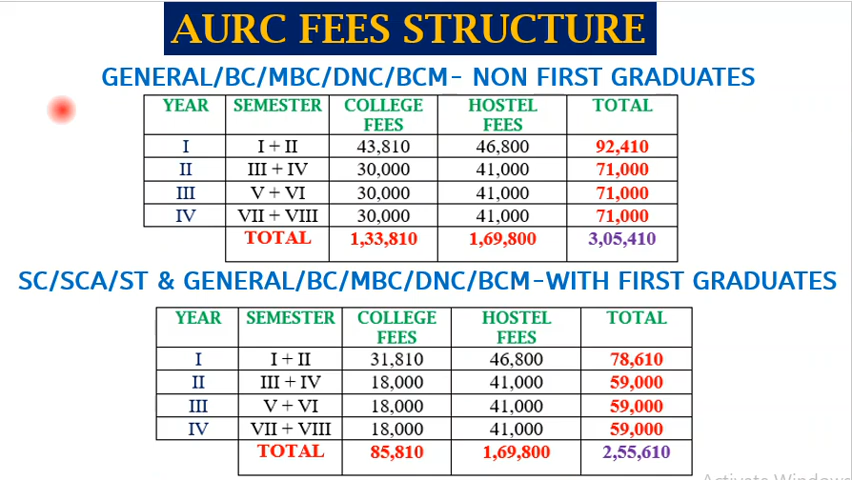 AURC FEES STRUCTURE
GENERAL/BC/MBC/DNC/BCM- NON FIRST GRADUATES
YEAR SEMESTER COLLEGE FEES HOSTEL FEES TOTAL
I I + II 43,810 46,800 92,410
II III + IV 30,000 41,000 71,000
III V + VI 30,000 41,000 71,000
IV VII + VIII 30,000 41,000 71,000
TOTAL 1,33,810 1,69,800 3,05,410
SC/SCA/ST & GENERAL/BC/MBC/DNC/BCM-WITH FIRST GRADUATES
YEAR SEMESTER COLLEGE FEES HOSTEL FEES TOTAL
I I + II 31,810 46,800 78,610
II III + IV 18,000 41,000 59,000
III V + VI 18,000 41,000 59,000
IV VII + VIII 18,000 41,000 59,000
TOTAL 85,810 1,69,800 2,55,610
Activate Windows